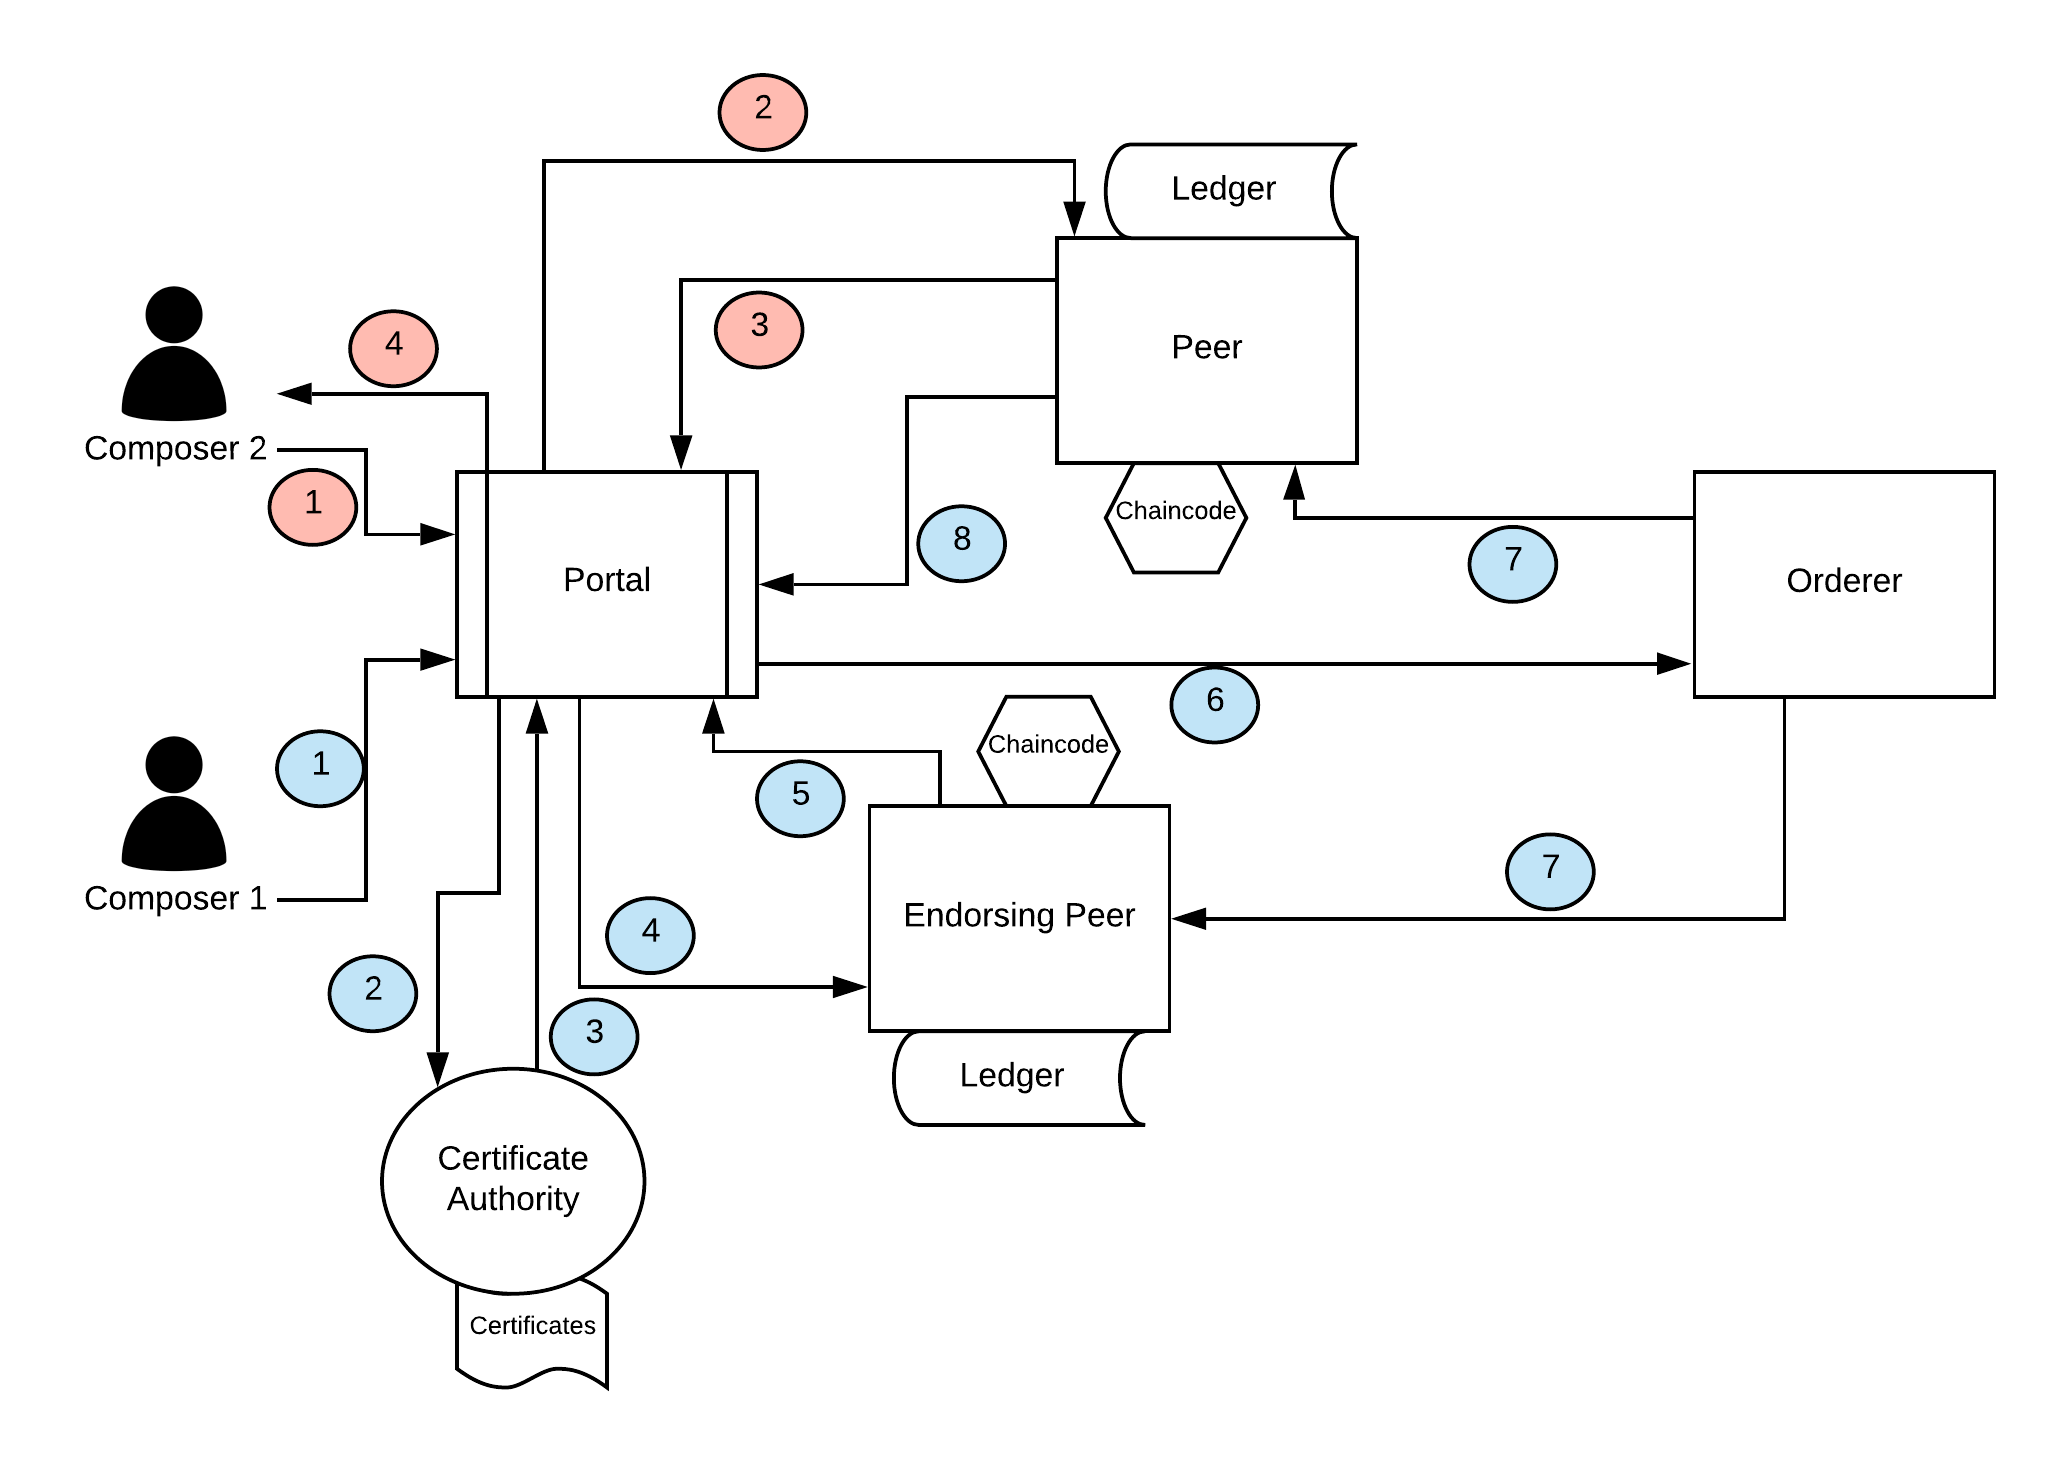 2
Ledger
3
Peer
4
Composer 2
1
Chaincode
8
7
Portal
Orderer
6
Chaincode
1
5
7
Composer 1
4
Endorsing Peer
2
3
Ledger
Certificate
Authority
Certificates